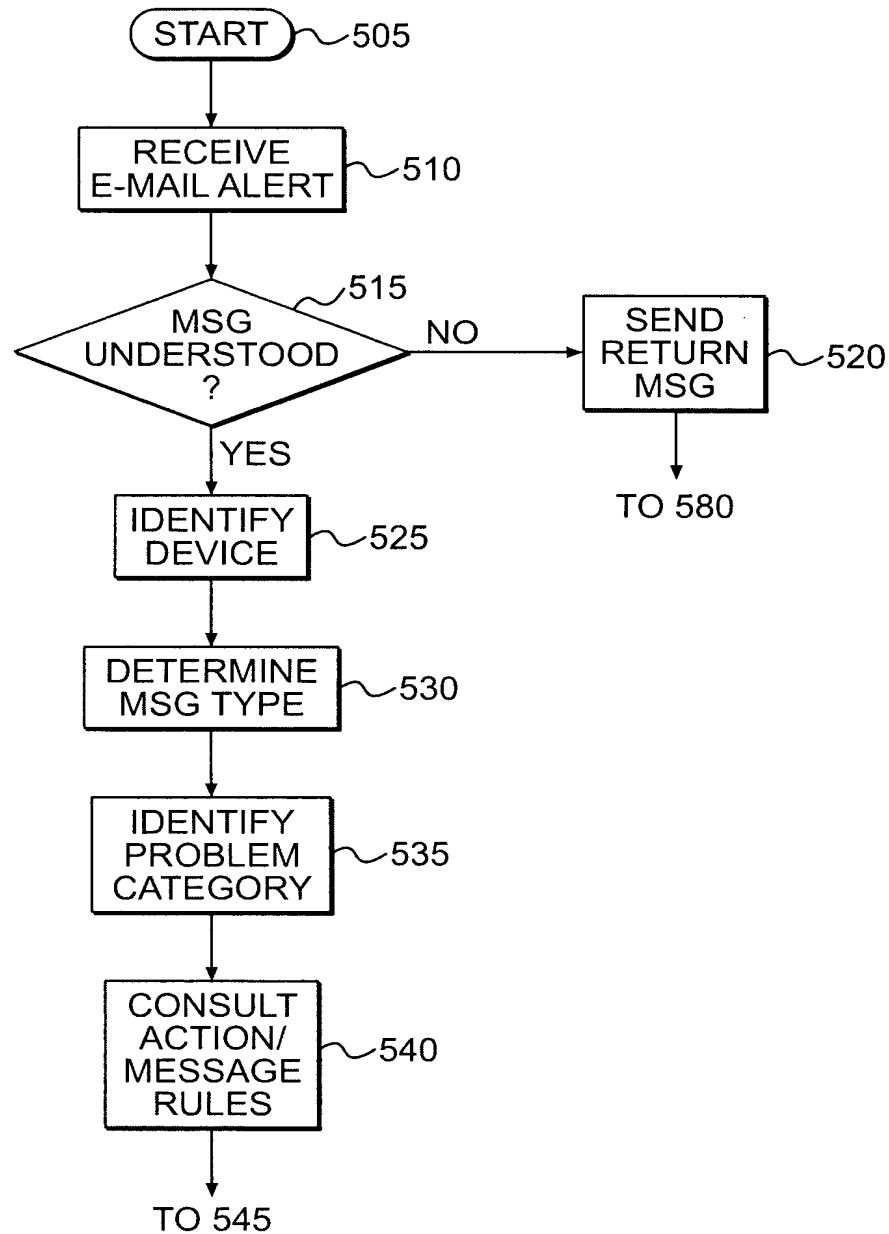 START
505
RECEIVE
E-MAIL ALERT
510
515
MSG
UNDERSTOOD
?
NO
SEND
RETURN
MSG
520
TO 580
YES
IDENTIFY
DEVICE
525
DETERMINE
MSG TYPE
530
IDENTIFY
PROBLEM
CATEGORY
535
CONSULT
ACTION/
MESSAGE
RULES
540
TO 545